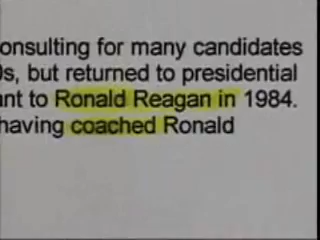 onsulting for many candidates
0s, but returned to presidential
ant to Ronald Reagan in 1984.
having coached Ronald